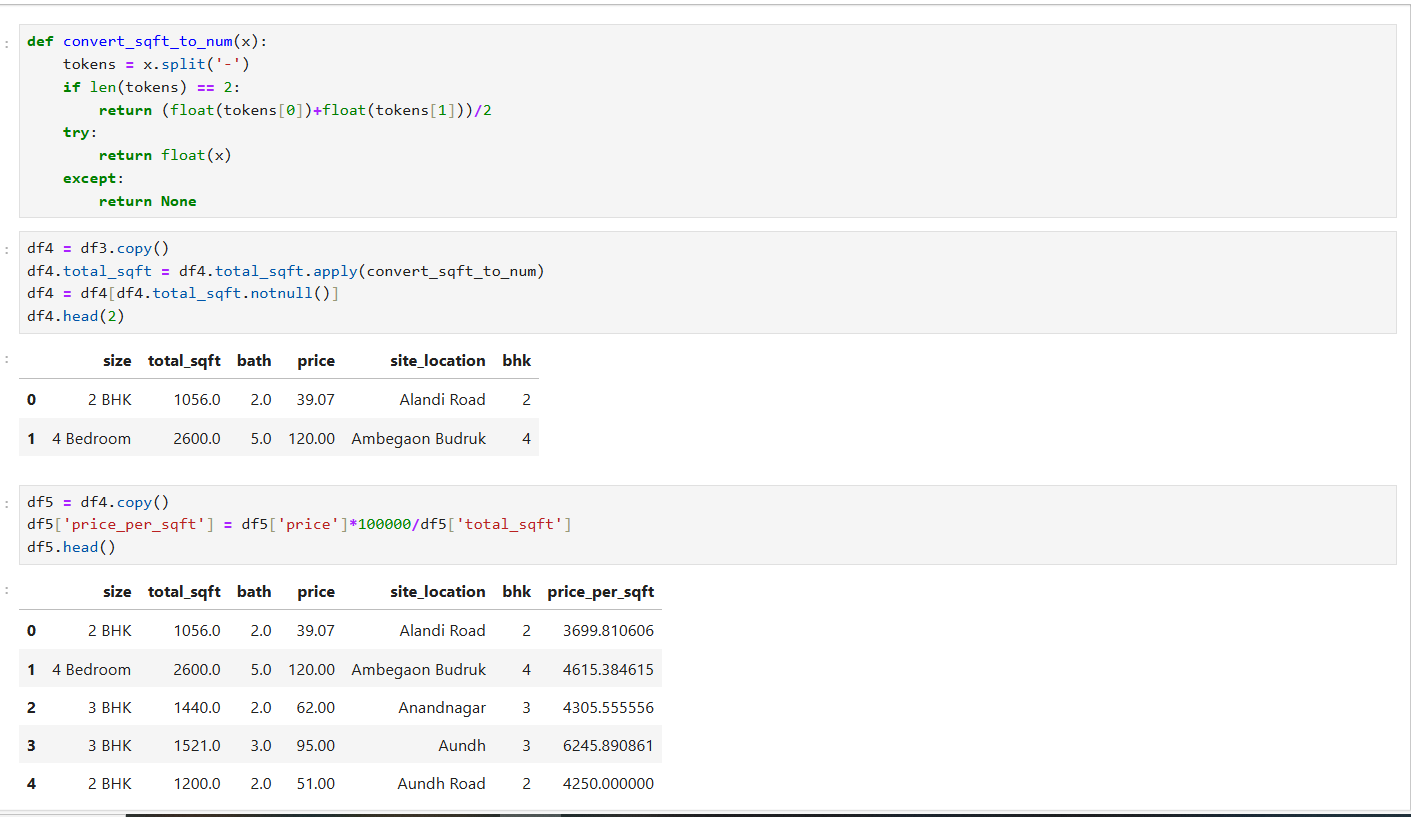 def convert_sqft_to_num(x):
    tokens = x.split('-')
    if len(tokens) == 2:
        return (float(tokens[0])+float(tokens[1]))/2
    try:
        return float(x)
    except:
        return None
df4 = df3.copy()
df4.total_sqft = df4.total_sqft.apply(convert_sqft_to_num)
df4 = df4[df4.total_sqft.notnull()]
df4.head(2)
size total_sqft bath price site_location bhk
0 2 BHK 1056.0 2.0 39.07 Alandi Road 2
1 4 Bedroom 2600.0 5.0 120.00 Ambegaon Budruk 4
df5 = df4.copy()
df5['price_per_sqft'] = df5['price']*100000/df5['total_sqft']
df5.head()
size total_sqft bath price site_location bhk price_per_sqft
0 2 BHK 1056.0 2.0 39.07 Alandi Road 2 3699.810606
1 4 Bedroom 2600.0 5.0 120.00 Ambegaon Budruk 4 4615.384615
2 3 BHK 1440.0 2.0 62.00 Anandnagar 3 4305.555556
3 3 BHK 1521.0 3.0 95.00 Aundh 3 6245.890861
4 2 BHK 1200.0 2.0 51.00 Aundh Road 2 4250.000000